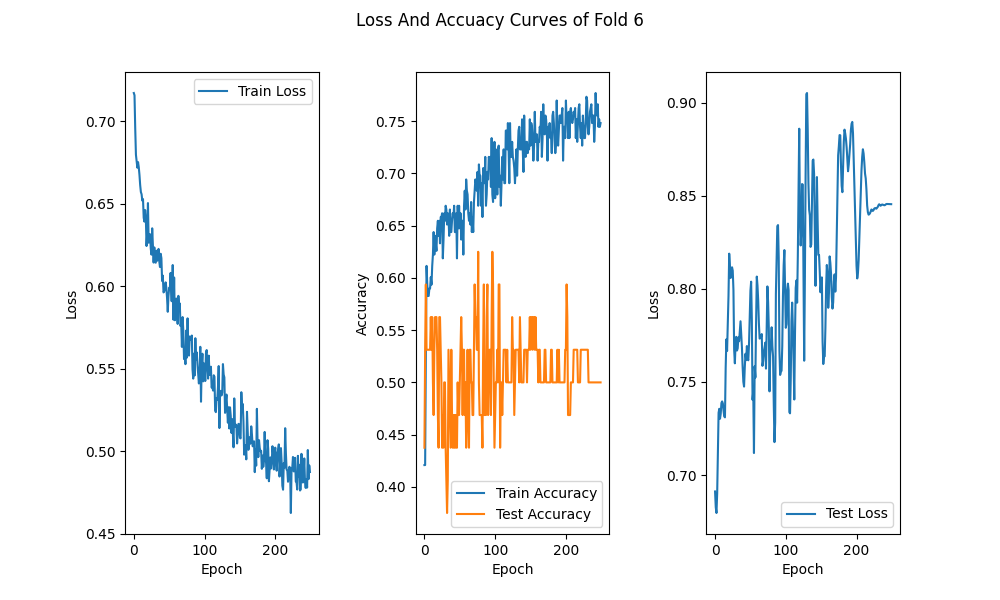 Loss And Accuacy Curves of Fold 6
Loss
0.70
0.65
0.60
0.55
0.50
0.45
0
100
200
Epoch
Train Loss
Accuracy
0.75
0.70
0.65
0.60
0.55
0.50
0.45
0.40
0
100
200
Epoch
Train Accuracy
Test Accuracy
Loss
0.90
0.85
0.80
0.75
0.70
0
100
200
Epoch
Test Loss